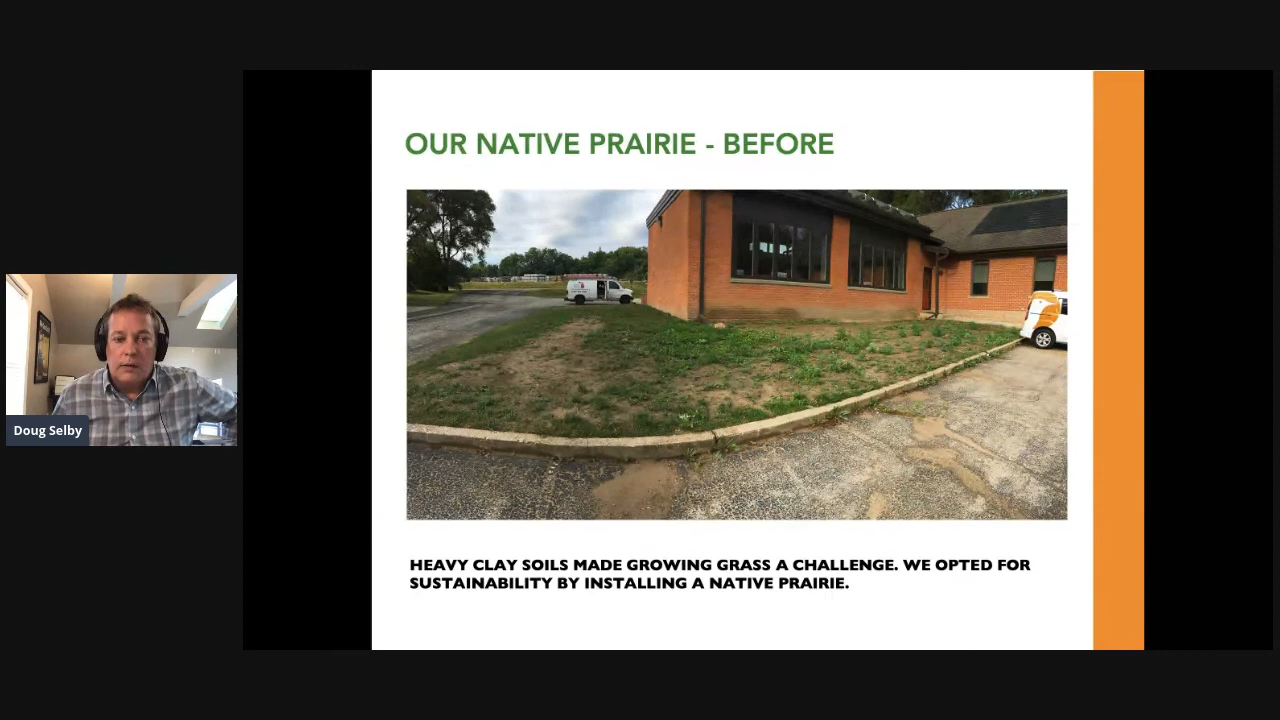 OUR NATIVE PRAIRIE - BEFORE
Doug Selby
HEAVY CLAY SOILS MADE GROWING GRASS A CHALLENGE. WE OPTED FOR
SUSTAINABILITY BY INSTALLING A NATIVE PRAIRIE.